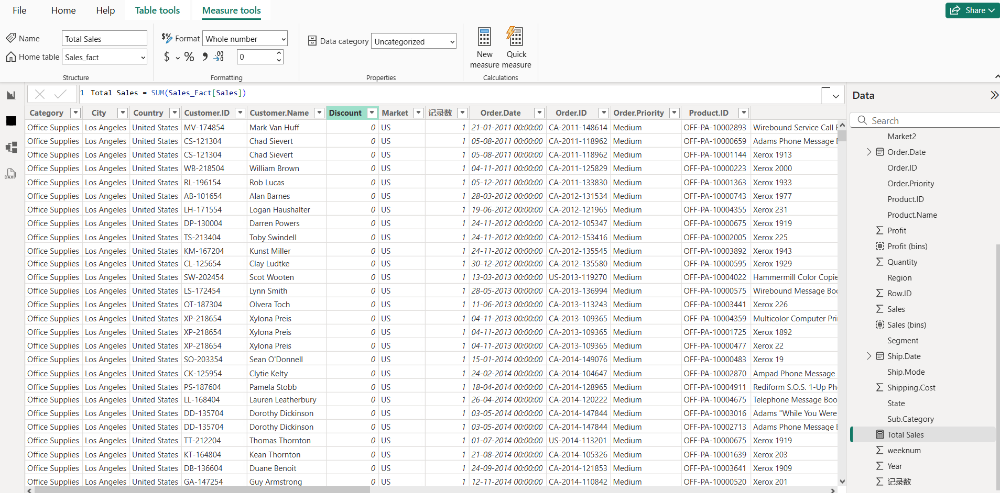 File Home Help Table tools Measure tools Share
Name Total Sales $% Format Whole number Data category Uncategorized New measure Quick measure
Home table Sales_fact $ % , .00 0
Structure Formatting Properties Calculations
1 Total Sales = SUM(Sales_Fact[Sales])
Category City Country Customer.ID Customer.Name Discount Market 记录数 Order.Date Order.ID Order.Priority Product.ID
Office Supplies Los Angeles United States MV-174854 Mark Van Huff 0 US 1 21-01-2011 00:00:00 CA-2011-148614 Medium OFF-PA-10002893 Wirebound Service Call
Office Supplies Los Angeles United States CS-121304 Chad Sievert 0 US 1 05-08-2011 00:00:00 CA-2011-118962 Medium OFF-PA-10000659 Adams Phone Message
Office Supplies Los Angeles United States CS-121304 Chad Sievert 0 US 1 05-08-2011 00:00:00 CA-2011-118962 Medium OFF-PA-10001144 Xerox 1913
Office Supplies Los Angeles United States WB-218504 William Brown 0 US 1 04-11-2011 00:00:00 CA-2011-125829 Medium OFF-PA-10000223 Xerox 2000
Office Supplies Los Angeles United States RL-196154 Rob Lucas 0 US 1 05-12-2011 00:00:00 CA-2011-133830 Medium OFF-PA-10001363 Xerox 1933
Office Supplies Los Angeles United States AB-101654 Alan Barnes 0 US 1 28-03-2012 00:00:00 CA-2012-131534 Medium OFF-PA-10000743 Xerox 1977
Office Supplies Los Angeles United States LH-171554 Logan Haushalter 0 US 1 19-06-2012 00:00:00 CA-2012-121965 Medium OFF-PA-10004355 Xerox 231
Office Supplies Los Angeles United States DP-130004 Darren Powers 0 US 1 24-11-2012 00:00:00 CA-2012-105347 Medium OFF-PA-10000675 Xerox 1919
Office Supplies Los Angeles United States TS-213404 Toby Swindell 0 US 1 24-11-2012 00:00:00 CA-2012-153416 Medium OFF-PA-10002005 Xerox 225
Office Supplies Los Angeles United States KM-167204 Kunst Miller 0 US 1 24-11-2012 00:00:00 CA-2012-135545 Medium OFF-PA-10003892 Xerox 1943
Office Supplies Los Angeles United States CL-125654 Clay Ludtke 0 US 1 30-12-2012 00:00:00 CA-2012-135580 Medium OFF-PA-10000595 Xerox 1929
Office Supplies Los Angeles United States SW-202454 Scot Wooten 0 US 1 13-03-2013 00:00:00 US-2013-119270 Medium OFF-PA-10004022 Hammermill Color Copie
Office Supplies Los Angeles United States LS-172454 Lynn Smith 0 US 1 28-05-2013 00:00:00 CA-2013-136994 Medium OFF-PA-10000575 Wirebound Message Boo
Office Supplies Los Angeles United States OT-187304 Olvera Toch 0 US 1 11-06-2013 00:00:00 CA-2013-113243 Medium OFF-PA-10003441 Xerox 226
Office Supplies Los Angeles United States XP-218654 Xylona Preis 0 US 1 04-11-2013 00:00:00 CA-2013-109365 Medium OFF-PA-10004359 Multicolor Computer Pri
Office Supplies Los Angeles United States XP-218654 Xylona Preis 0 US 1 04-11-2013 00:00:00 CA-2013-109365 Medium OFF-PA-10001725 Xerox 1892
Office Supplies Los Angeles United States XP-218654 Xylona Preis 0 US 1 04-11-2013 00:00:00 CA-2013-109365 Medium OFF-PA-10000477 Xerox 22
Office Supplies Los Angeles United States SO-203354 Sean O'Donnell 0 US 1 15-01-2014 00:00:00 CA-2014-149076 Medium OFF-PA-10000483 Xerox 19
Office Supplies Los Angeles United States CK-125954 Clytie Kelty 0 US 1 24-02-2014 00:00:00 CA-2014-104647 Medium OFF-PA-10002870 Ampad Phone Message
Office Supplies Los Angeles United States PS-187604 Pamela Stobb 0 US 1 18-04-2014 00:00:00 CA-2014-128965 Medium OFF-PA-10004911 Rediform S.O.S. 1-Up Ph
Office Supplies Los Angeles United States LL-168404 Lauren Leatherbury 0 US 1 26-04-2014 00:00:00 CA-2014-120222 Medium OFF-PA-10004675 Telephone Message Boo
Office Supplies Los Angeles United States DD-135704 Dorothy Dickinson 0 US 1 03-05-2014 00:00:00 CA-2014-147844 Medium OFF-PA-10003016 Adams "While You Were
Office Supplies Los Angeles United States DD-135704 Dorothy Dickinson 0 US 1 03-05-2014 00:00:00 CA-2014-147844 Medium OFF-PA-10002713 Adams Phone Message
Office Supplies Los Angeles United States TT-212204 Thomas Thornton 0 US 1 01-07-2014 00:00:00 US-2014-113201 Medium OFF-PA-10000675 Xerox 1919
Office Supplies Los Angeles United States KT-164804 Kean Thornton 0 US 1 21-08-2014 00:00:00 CA-2014-105326 Medium OFF-PA-10001639 Xerox 203
Office Supplies Los Angeles United States DB-136604 Duane Benoit 0 US 1 24-09-2014 00:00:00 CA-2014-121853 Medium OFF-PA-10003641 Xerox 1909
Office Supplies Los Angeles United States GA-147254 Guy Armstrong 0 US 1 12-11-2014 00:00:00 CA-2014-110842 Medium OFF-PA-10000520 Xerox 201
DAX
Data
Search
Market2
Order.Date
Order.ID
Order.Priority
Product.ID
Product.Name
Profit
Profit (bins)
Quantity
Region
Row.ID
Sales
Sales (bins)
Segment
Ship.Date
Ship.Mode
Shipping.Cost
State
Sub.Category
Total Sales
weeknum
Year
记录数